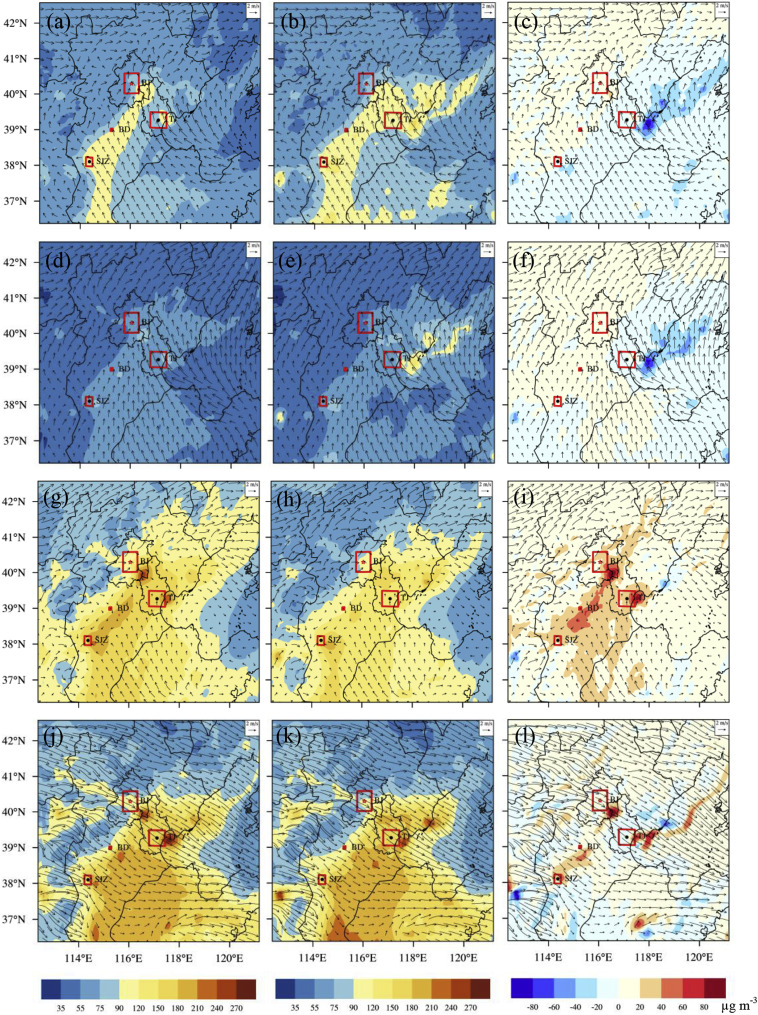 2 m/s 2 m/s 2 m/s
42°N (a) (b) (c)
41°N
40°N BJ BJ BJ
39°N BD TJ BD TJ BD TJ
38°N SJZ SJZ SJZ
37°N
2 m/s 2 m/s 2 m/s
42°N (d) (e) (f)
41°N
40°N BJ BJ BJ
39°N BD TJ BD TJ BD TJ
38°N SJZ SJZ SJZ
37°N
2 m/s 2 m/s 2 m/s
42°N (g) (h) (i)
41°N
40°N BJ BJ BJ
39°N BD TJ BD TJ BD TJ
38°N SJZ SJZ SJZ
37°N
2 m/s 2 m/s 2 m/s
42°N (j) (k) (l)
41°N
40°N BJ BJ BJ
39°N BD TJ BD TJ BD TJ
38°N SJZ SJZ SJZ
37°N
114°E 116°E 118°E 120°E 114°E 116°E 118°E 120°E 114°E 116°E 118°E 120°E
35 55 75 90 120 150 180 210 240 270 35 55 75 90 120 150 180 210 240 270 -80 -60 -40 -20 0 20 40 60 80 µg m-3